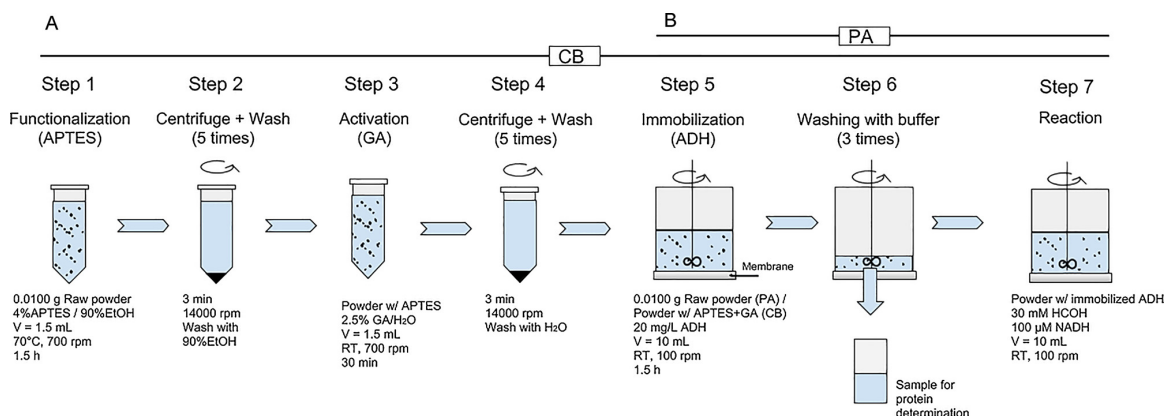 A
B
PA
CB
Step 1
Functionalization
(APTES)
0.0100 g Raw powder
4%APTES / 90%EtOH
V = 1.5 mL
70°C, 700 rpm
1.5 h
Step 2
Centrifuge + Wash
(5 times)
3 min
14000 rpm
Wash with
90%EtOH
Step 3
Activation
(GA)
Powder w/ APTES
2.5% GA/H₂O
V = 1.5 mL
RT, 700 rpm
30 min
Step 4
Centrifuge + Wash
(5 times)
3 min
14000 rpm
Wash with H₂O
Step 5
Immobilization
(ADH)
Membrane
0.0100 g Raw powder (PA) /
Powder w/ APTES+GA (CB)
20 mg/L ADH
V = 10 mL
RT, 100 rpm
1.5 h
Step 6
Washing with buffer
(3 times)
Sample for
protein
determination
Step 7
Reaction
Powder w/ immobilized ADH
30 mM HCOH
100 µM NADH
V = 10 mL
RT, 100 rpm